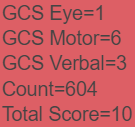 GCS Eye=1
GCS Motor=6
GCS Verbal=3
Count=604
Total Score=10